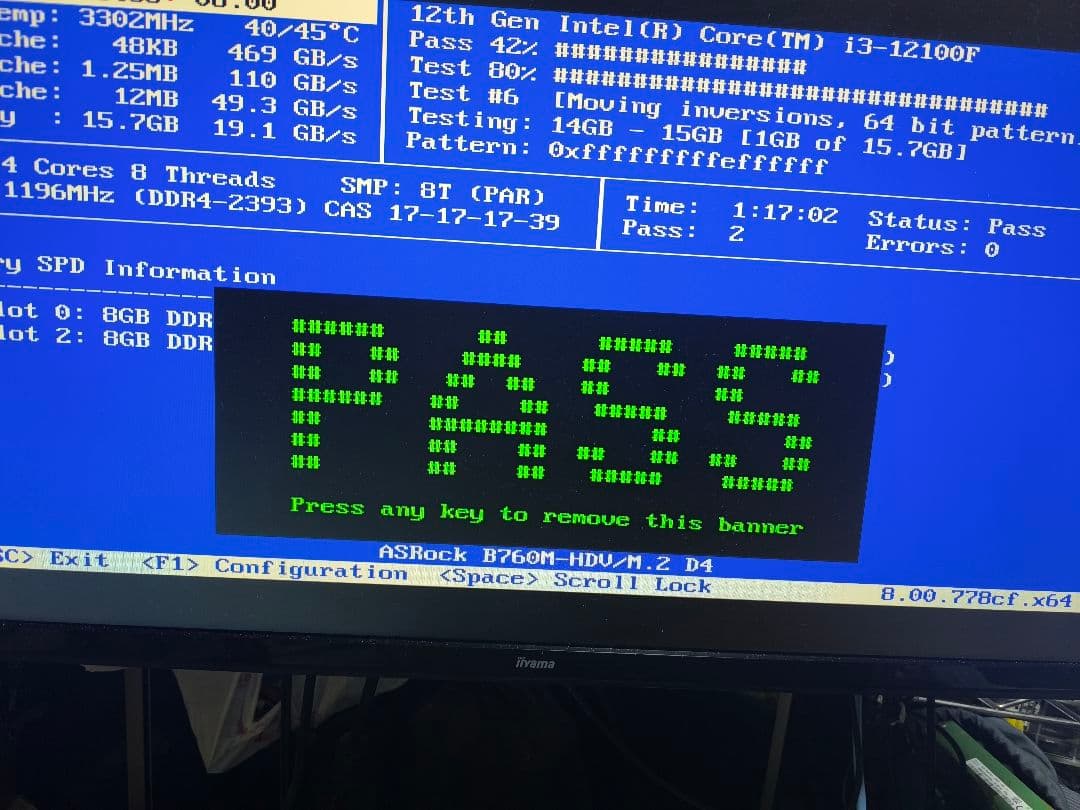 12th Gen Intel(R) Core(TM) i3-12100F
emp: 3302MHz 40/45°C
Pass 42% ################
che: 48KB 469 GB/s
Test 80% ###############################
che: 1.25MB 110 GB/s
Test #6 [Moving inversions, 64 bit pattern
che: 12MB 49.3 GB/s
Testing: 14GB - 15GB [1GB of 15.7GB]
y : 15.7GB 19.1 GB/s
Pattern: 0xfffffffffeffffff
4 Cores 8 Threads SMP: 8T (PAR)
Time: 1:17:02 Status: Pass
1196MHz (DDR4-2393) CAS 17-17-17-39
Pass: 2 Errors: 0
ry SPD Information
lot 0: 8GB DDR
lot 2: 8GB DDR
PASS
Press any key to remove this banner
ASRock B760M-HDV/M.2 D4
SC> Exit <F1> Configuration <Space> Scroll Lock 8.00.778cf.x64
iiyama